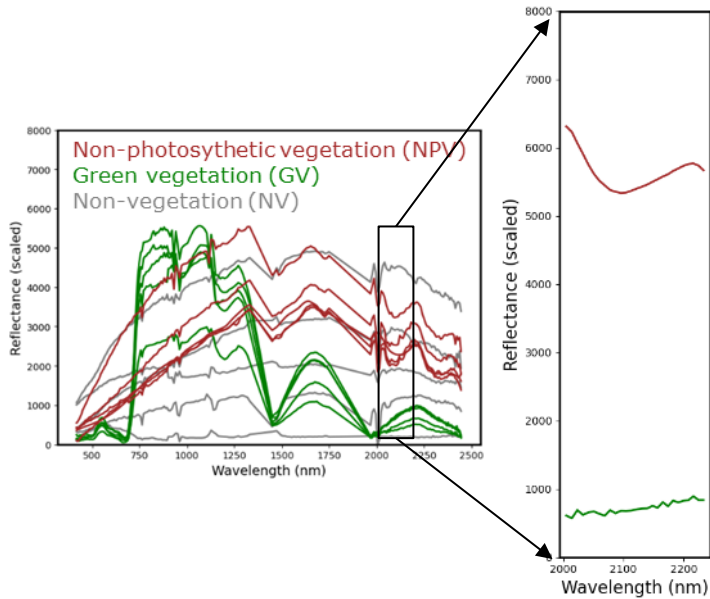 Non-photosythetic vegetation (NPV)
Green vegetation (GV)
Non-vegetation (NV)
8000
7000
6000
5000
4000
3000
2000
1000
0
Reflectance (scaled)
500 750 1000 1250 1500 1750 2000 2250 2500
Wavelength (nm)
8000
7000
6000
5000
4000
3000
2000
1000
0
Reflectance (scaled)
2000 2100 2200
Wavelength (nm)